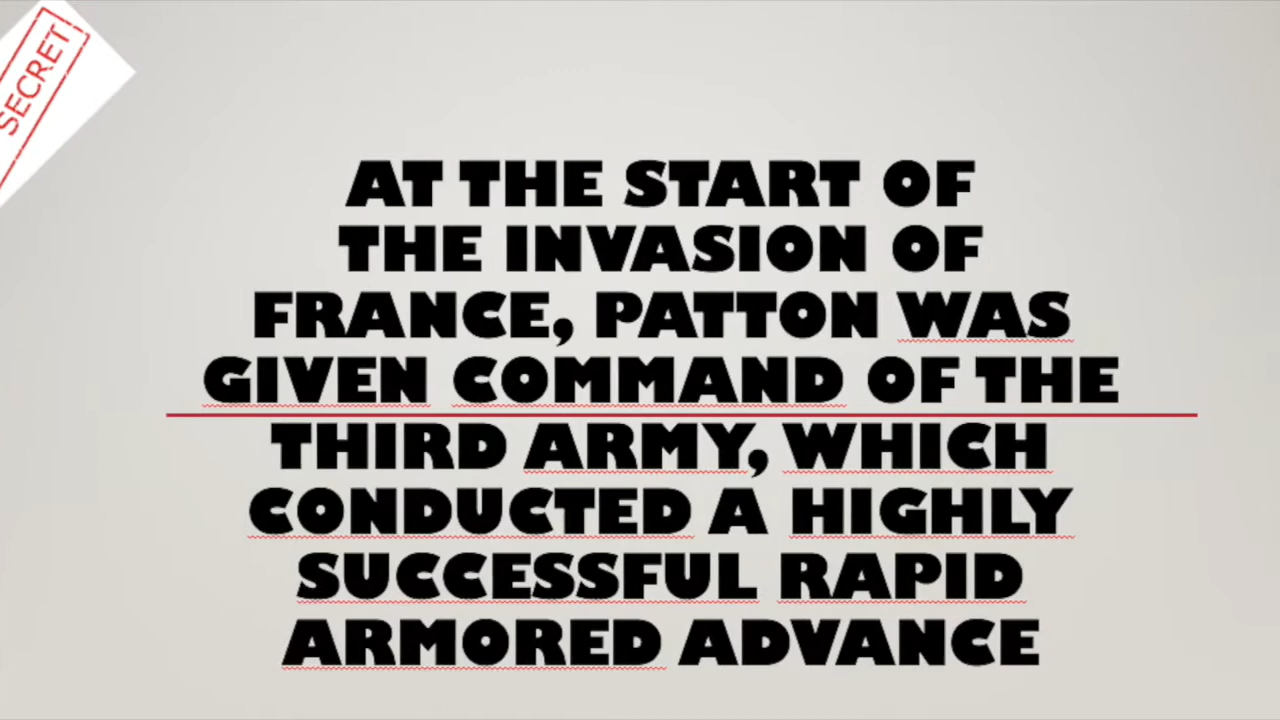 SECRET
AT THE START OF
THE INVASION OF
FRANCE, PATTON WAS
GIVEN COMMAND OF THE
THIRD ARMY, WHICH
CONDUCTED A HIGHLY
SUCCESSFUL RAPID
ARMORED ADVANCE